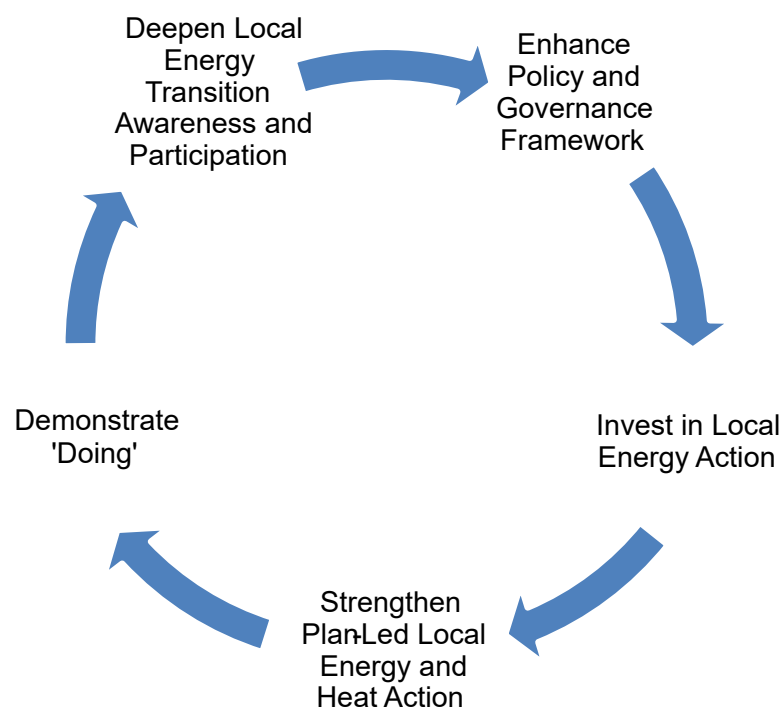 Deepen Local
Energy
Transition
Awareness and
Participation
Enhance
Policy and
Governance
Framework
Invest in Local
Energy Action
Strengthen
Plan-Led Local
Energy and
Heat Action
Demonstrate
'Doing'